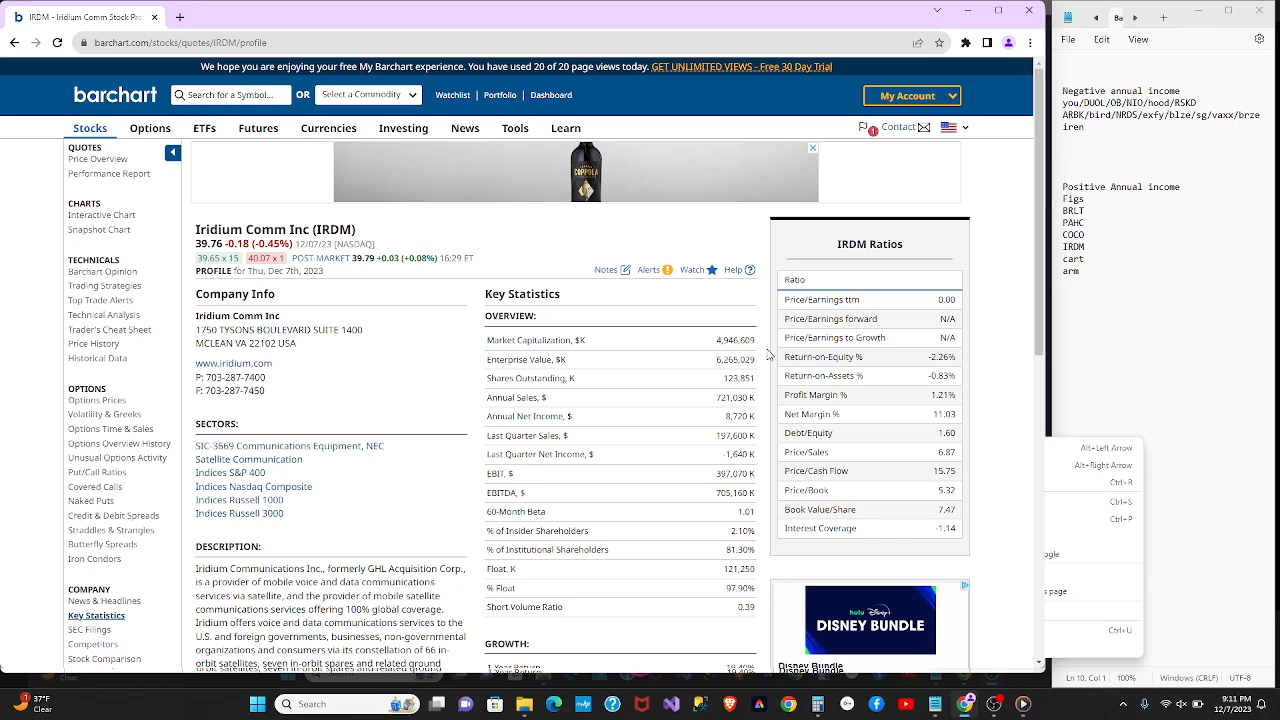 IRDM - Iridium Comm Stock Pro
barchart.com/stocks/quotes/IRDM/profile
We hope you are enjoying your free My Barchart experience. You have used 20 of 20 page views today. GET UNLIMITED VIEWS - Free 30 Day Trial
barchart
Search for a Symbol...
OR
Select a Commodity
Watchlist | Portfolio | Dashboard
My Account
Stocks Options ETFs Futures Currencies Investing News Tools Learn
Contact
QUOTES
Price Overview
Performance Report
CHARTS
Interactive Chart
Snapshot Chart
TECHNICALS
Barchart Opinion
Trading Strategies
Top Trade Alerts
Technical Analysis
Trader's Cheat Sheet
Price History
Historical Data
OPTIONS
Options Prices
Volatility & Greeks
Options Time & Sales
Options Overview History
Unusual Options Activity
Put/Call Ratios
Covered Calls
Naked Puts
Credit & Debit Spreads
Straddles & Strangles
Butterfly Spreads
Iron Condors
COMPANY
News & Headlines
Key Statistics
SEC Filings
Competitors
Stock Comparison
COPPOLA
Iridium Comm Inc (IRDM)
39.76 -0.18 (-0.45%) 12/07/23 [NASDAQ]
39.65 x 15 40.07 x 1 POST-MARKET 39.79 +0.03 (+0.08%) 16:29 ET
PROFILE for Thu, Dec 7th, 2023
Notes Alerts Watch Help
Company Info
Iridium Comm Inc
1750 TYSONS BOULEVARD SUITE 1400
MCLEAN VA 22102 USA
www.iridium.com
P: 703-287-7400
F: 703-287-7450
SECTORS:
SIC-3669 Communications Equipment, NEC
Satellite Communication
Indices S&P 400
Indices Nasdaq Composite
Indices Russell 1000
Indices Russell 3000
DESCRIPTION:
Iridium Communications Inc., formerly GHL Acquisition Corp.,
is a provider of mobile voice and data communications
services via satellite, and the provider of mobile satellite
communications services offering 100% global coverage.
Iridium offers voice and data communications services to the
U.S. and foreign governments, businesses, non-governmental
organizations and consumers via its constellation of 66 in-
orbit satellites, seven in-orbit spares and related ground
Key Statistics
OVERVIEW:
Market Capitalization, $K 4,946,609
Enterprise Value, $K 6,265,029
Shares Outstanding, K 123,851
Annual Sales, $ 721,030 K
Annual Net Income, $ 8,720 K
Last Quarter Sales, $ 197,600 K
Last Quarter Net Income, $ -1,640 K
EBIT, $ 397,070 K
EBITDA, $ 705,160 K
60-Month Beta 1.01
% of Insider Shareholders 2.10%
% of Institutional Shareholders 81.30%
Float, K 121,250
% Float 97.90%
Short Volume Ratio 0.39
GROWTH:
1-Year Return
IRDM Ratios
Ratio
Price/Earnings ttm 0.00
Price/Earnings forward N/A
Price/Earnings to Growth N/A
Return-on-Equity % -2.26%
Return-on-Assets % -0.83%
Profit Margin % 1.21%
Net Margin % 11.03
Debt/Equity 1.60
Price/Sales 6.87
Price/Cash Flow 15.75
Price/Book 5.32
Book Value/Share 7.47
Interest Coverage -1.14
hulu Disney+
DISNEY BUNDLE
Disney Bundle
Ba
File Edit View
Negative annual income
you/DUOL/OB/NIO/hood/RSKD
ARBK/bird/NRDS/exfy/blze/sg/vaxx/brze
iren
Positive Annual income
Figs
BRLT
PAHC
COCO
IRDM
cart
arm
Alt+Left Arrow
Alt+Right Arrow
Ctrl+R
Ctrl+S
Ctrl+P
ogle
s page
Ctrl+U
Ln 10, Col 1 100% Windows (CRLF) UTF-8
Clear
1 37°F
Clear
Search
9:11 PM
12/7/2023